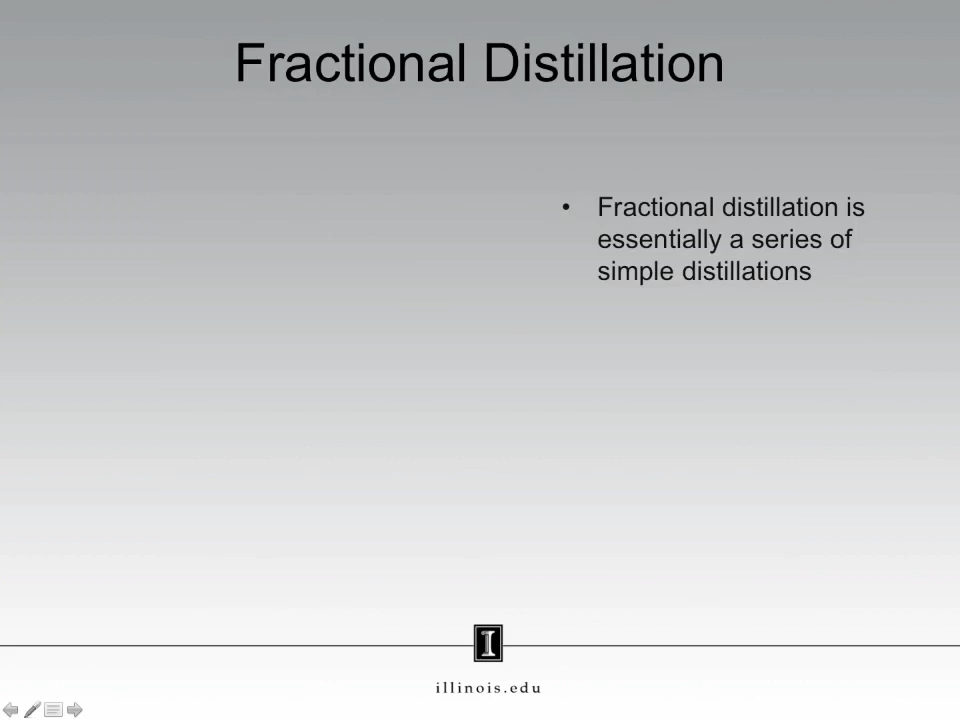 Fractional Distillation
• Fractional distillation is
essentially a series of
simple distillations
I
illinois.edu